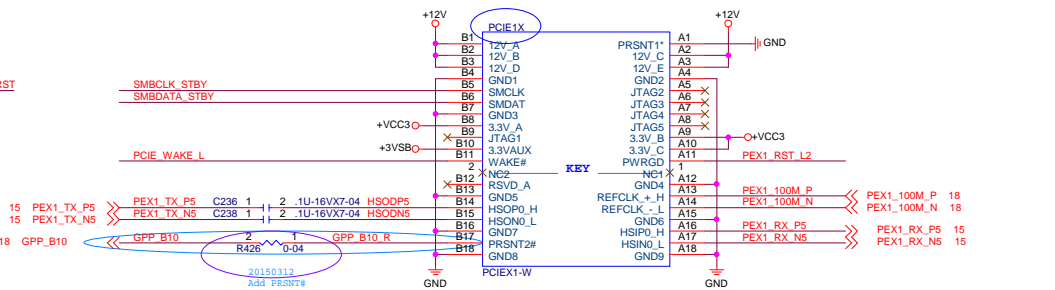 +12V
+12V
PCIE1X
B1 12V_A PRSNT1* A1 GND
B2 12V_B 12V_C A2
B3 12V_D 12V_E A3
B4 GND1 GND2 A4
RST SMBCLK_STBY B5 SMCLK JTAG2 A5
SMBDATA_STBY B6 SMDAT JTAG3 A6
B7 GND3 JTAG4 A7
+VCC3 B8 3.3V_A JTAG5 A8
B9 JTAG1 3.3V_B A9 +VCC3
+3VSB B10 3.3VAUX 3.3V_C A10
PCIE_WAKE_L B11 WAKE# PWRGD A11 PEX1_RST_L2
2 NC2 KEY NC1 1
B12 RSVD_A GND4 A12
B13 GND5 REFCLK_+_H A13 PEX1_100M_P PEX1_100M_P 18
15 PEX1_TX_P5 PEX1_TX_P5 C236 1 2 .1U-16VX7-04 HSODP5 B14 HSOP0_H REFCLK_-_L A14 PEX1_100M_N PEX1_100M_N 18
15 PEX1_TX_N5 PEX1_TX_N5 C238 1 2 .1U-16VX7-04 HSODN5 B15 HSON0_L GND6 A15
B16 GND7 HSIP0_H A16 PEX1_RX_P5 PEX1_RX_P5 15
18 GPP_B10 GPP_B10 2 1 GPP_B10_R B17 PRSNT2# HSIN0_L A17 PEX1_RX_N5 PEX1_RX_N5 15
R426 0-04 B18 GND8 GND9 A18
20150312
Add PRSNT#
PCIEX1-W
GND
GND